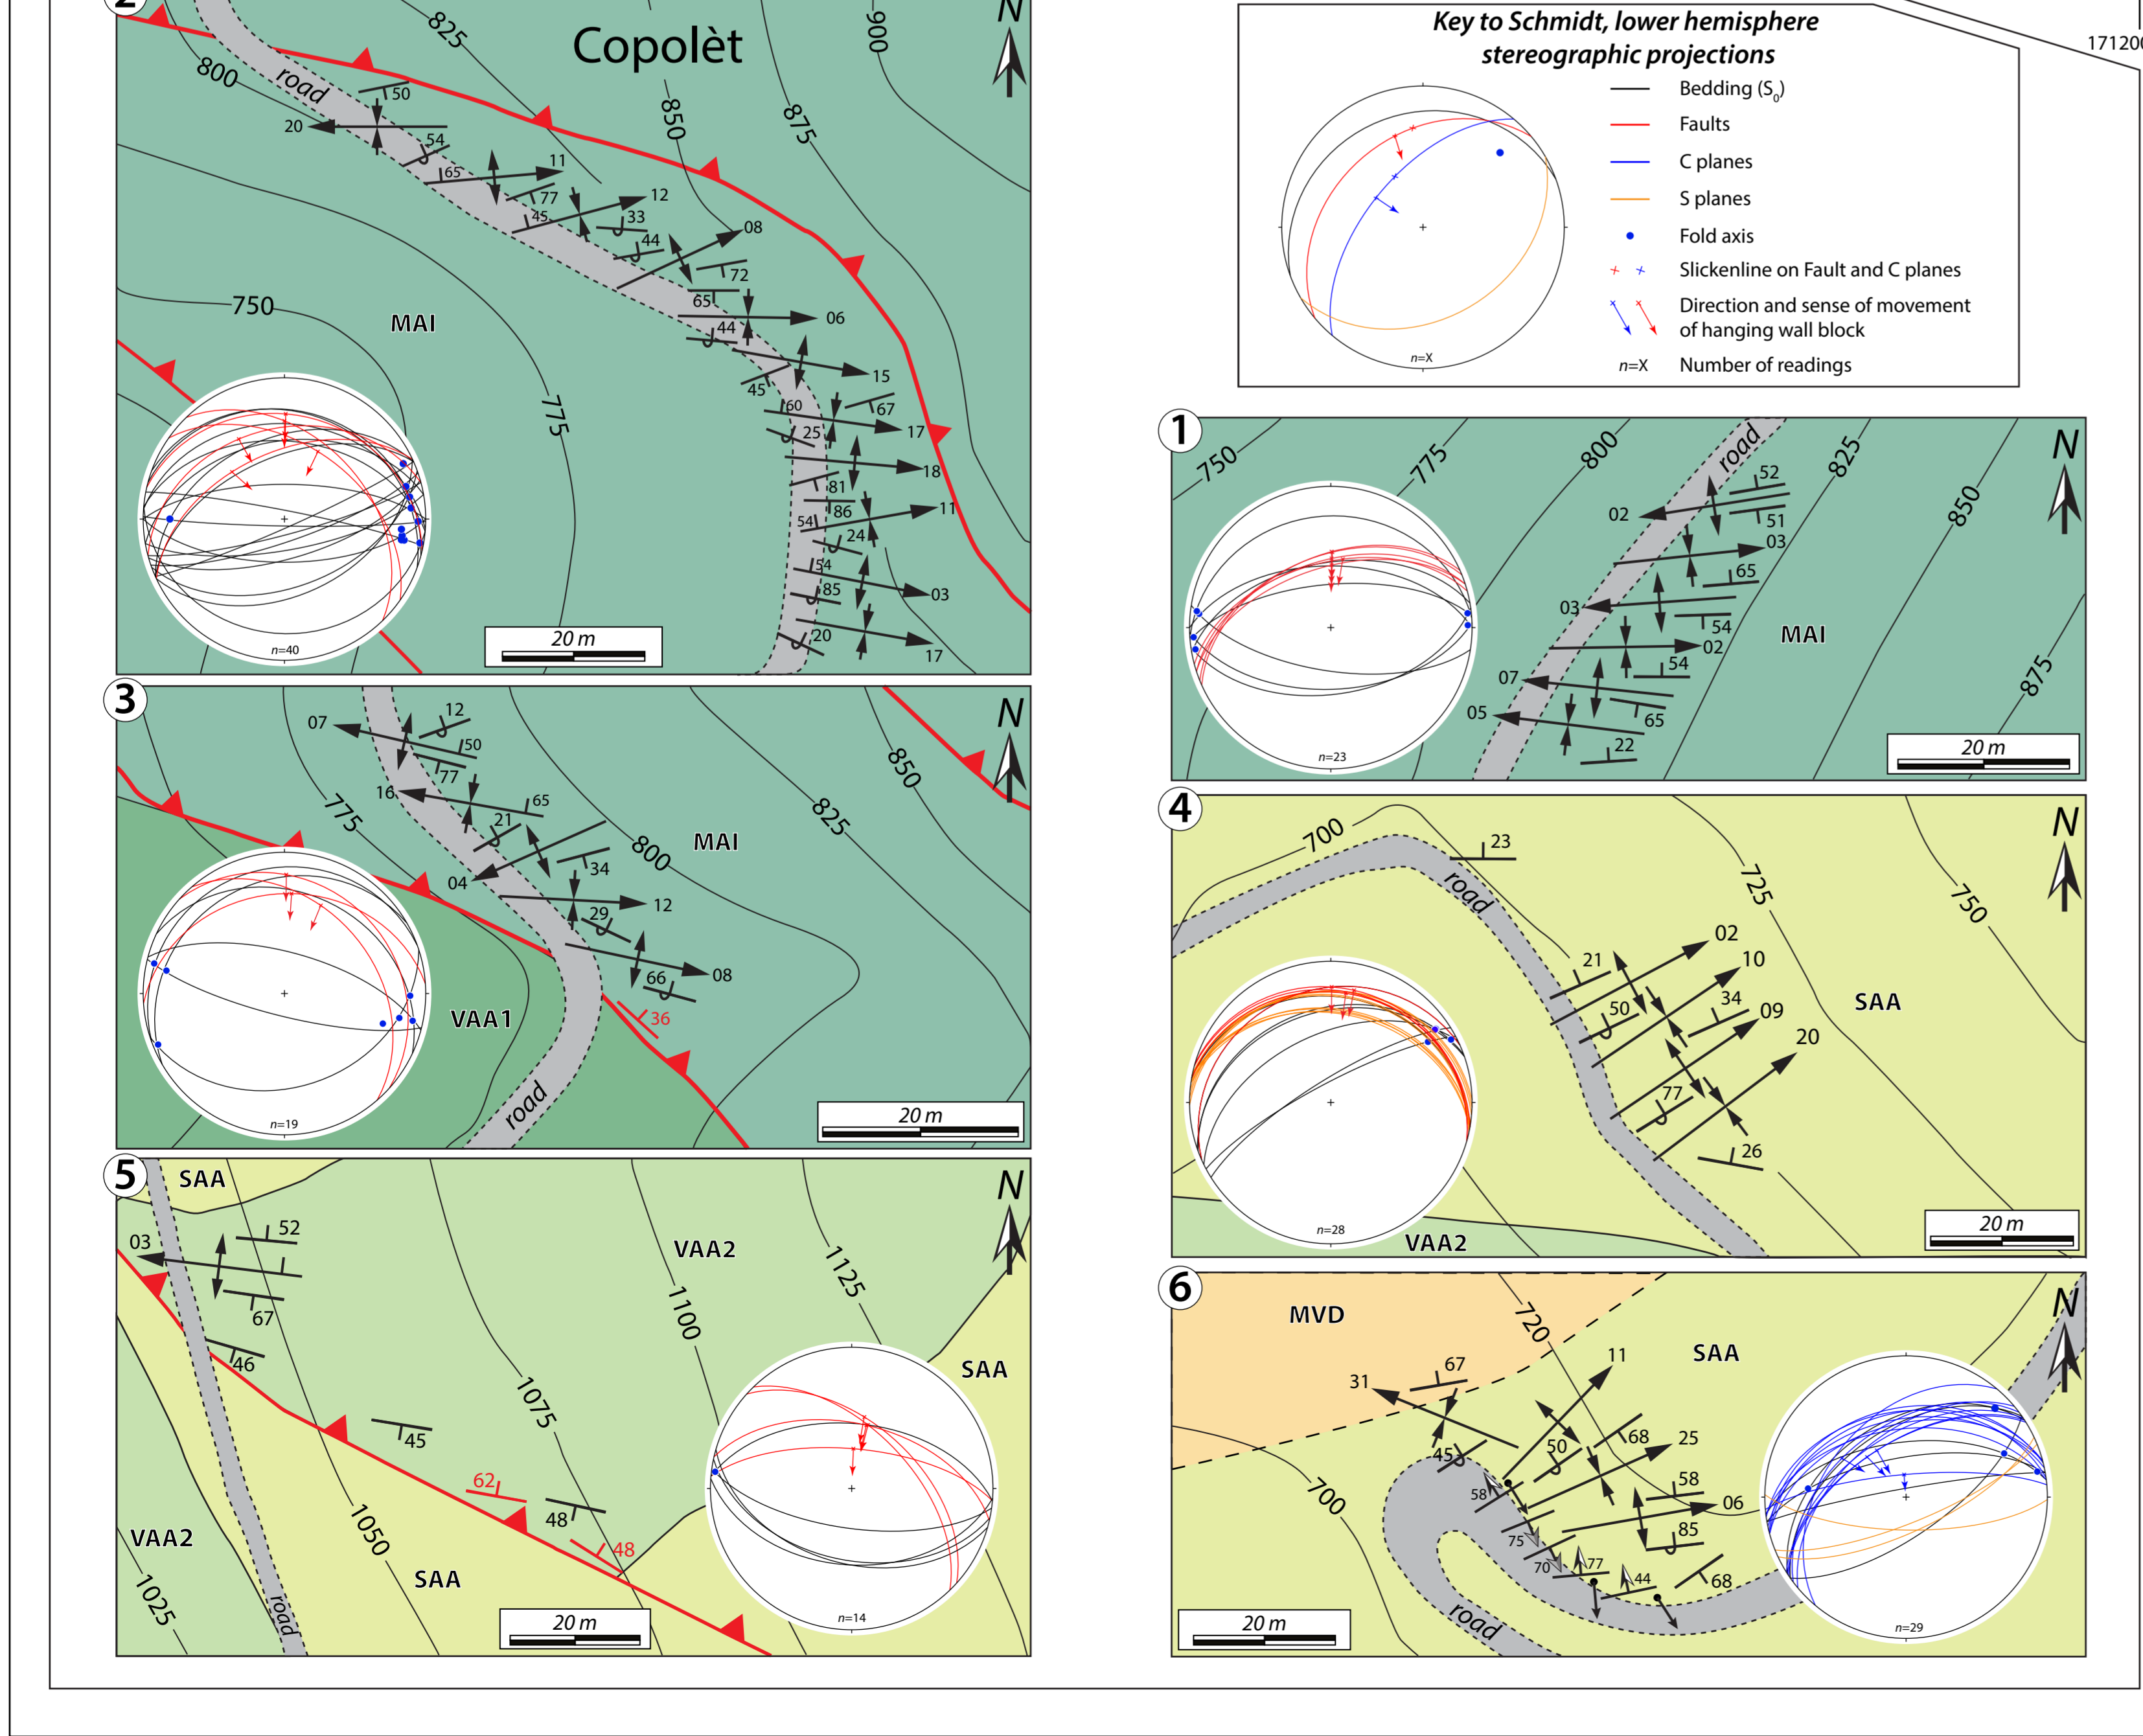 2
Copolèt
N
825
900
800
road
50
20
54
850
875
65
11
77
12
45
33
44
08
72
65
750
MAI
06
44
15
45
775
60
67
25
17
18
81
86
11
54
24
54
85
03
20
17
n=40
20 m
171200
Key to Schmidt, lower hemisphere
stereographic projections
Bedding (S0)
Faults
C planes
S planes
Fold axis
Slickenline on Fault and C planes
Direction and sense of movement
of hanging wall block
n=X
Number of readings
n=X
1
750
775
800
road
825
850
N
52
02
51
03
65
03
54
MAI
02
54
07
875
05
65
22
n=23
20 m
3
07
12
50
77
16
65
775
21
MAI
825
850
N
34
800
04
12
29
08
66
VAA1
36
road
n=19
20 m
4
700
23
road
725
750
N
02
21
10
50
34
09
SAA
20
77
26
n=28
VAA2
20 m
5
SAA
03
52
67
46
VAA2
1125
1100
N
SAA
1075
45
62
48
48
1050
VAA2
SAA
1025
road
20 m
n=14
6
MVD
720
SAA
N
31
67
11
45
50
68
25
58
58
06
700
75
85
70
77
44
68
road
20 m
n=29